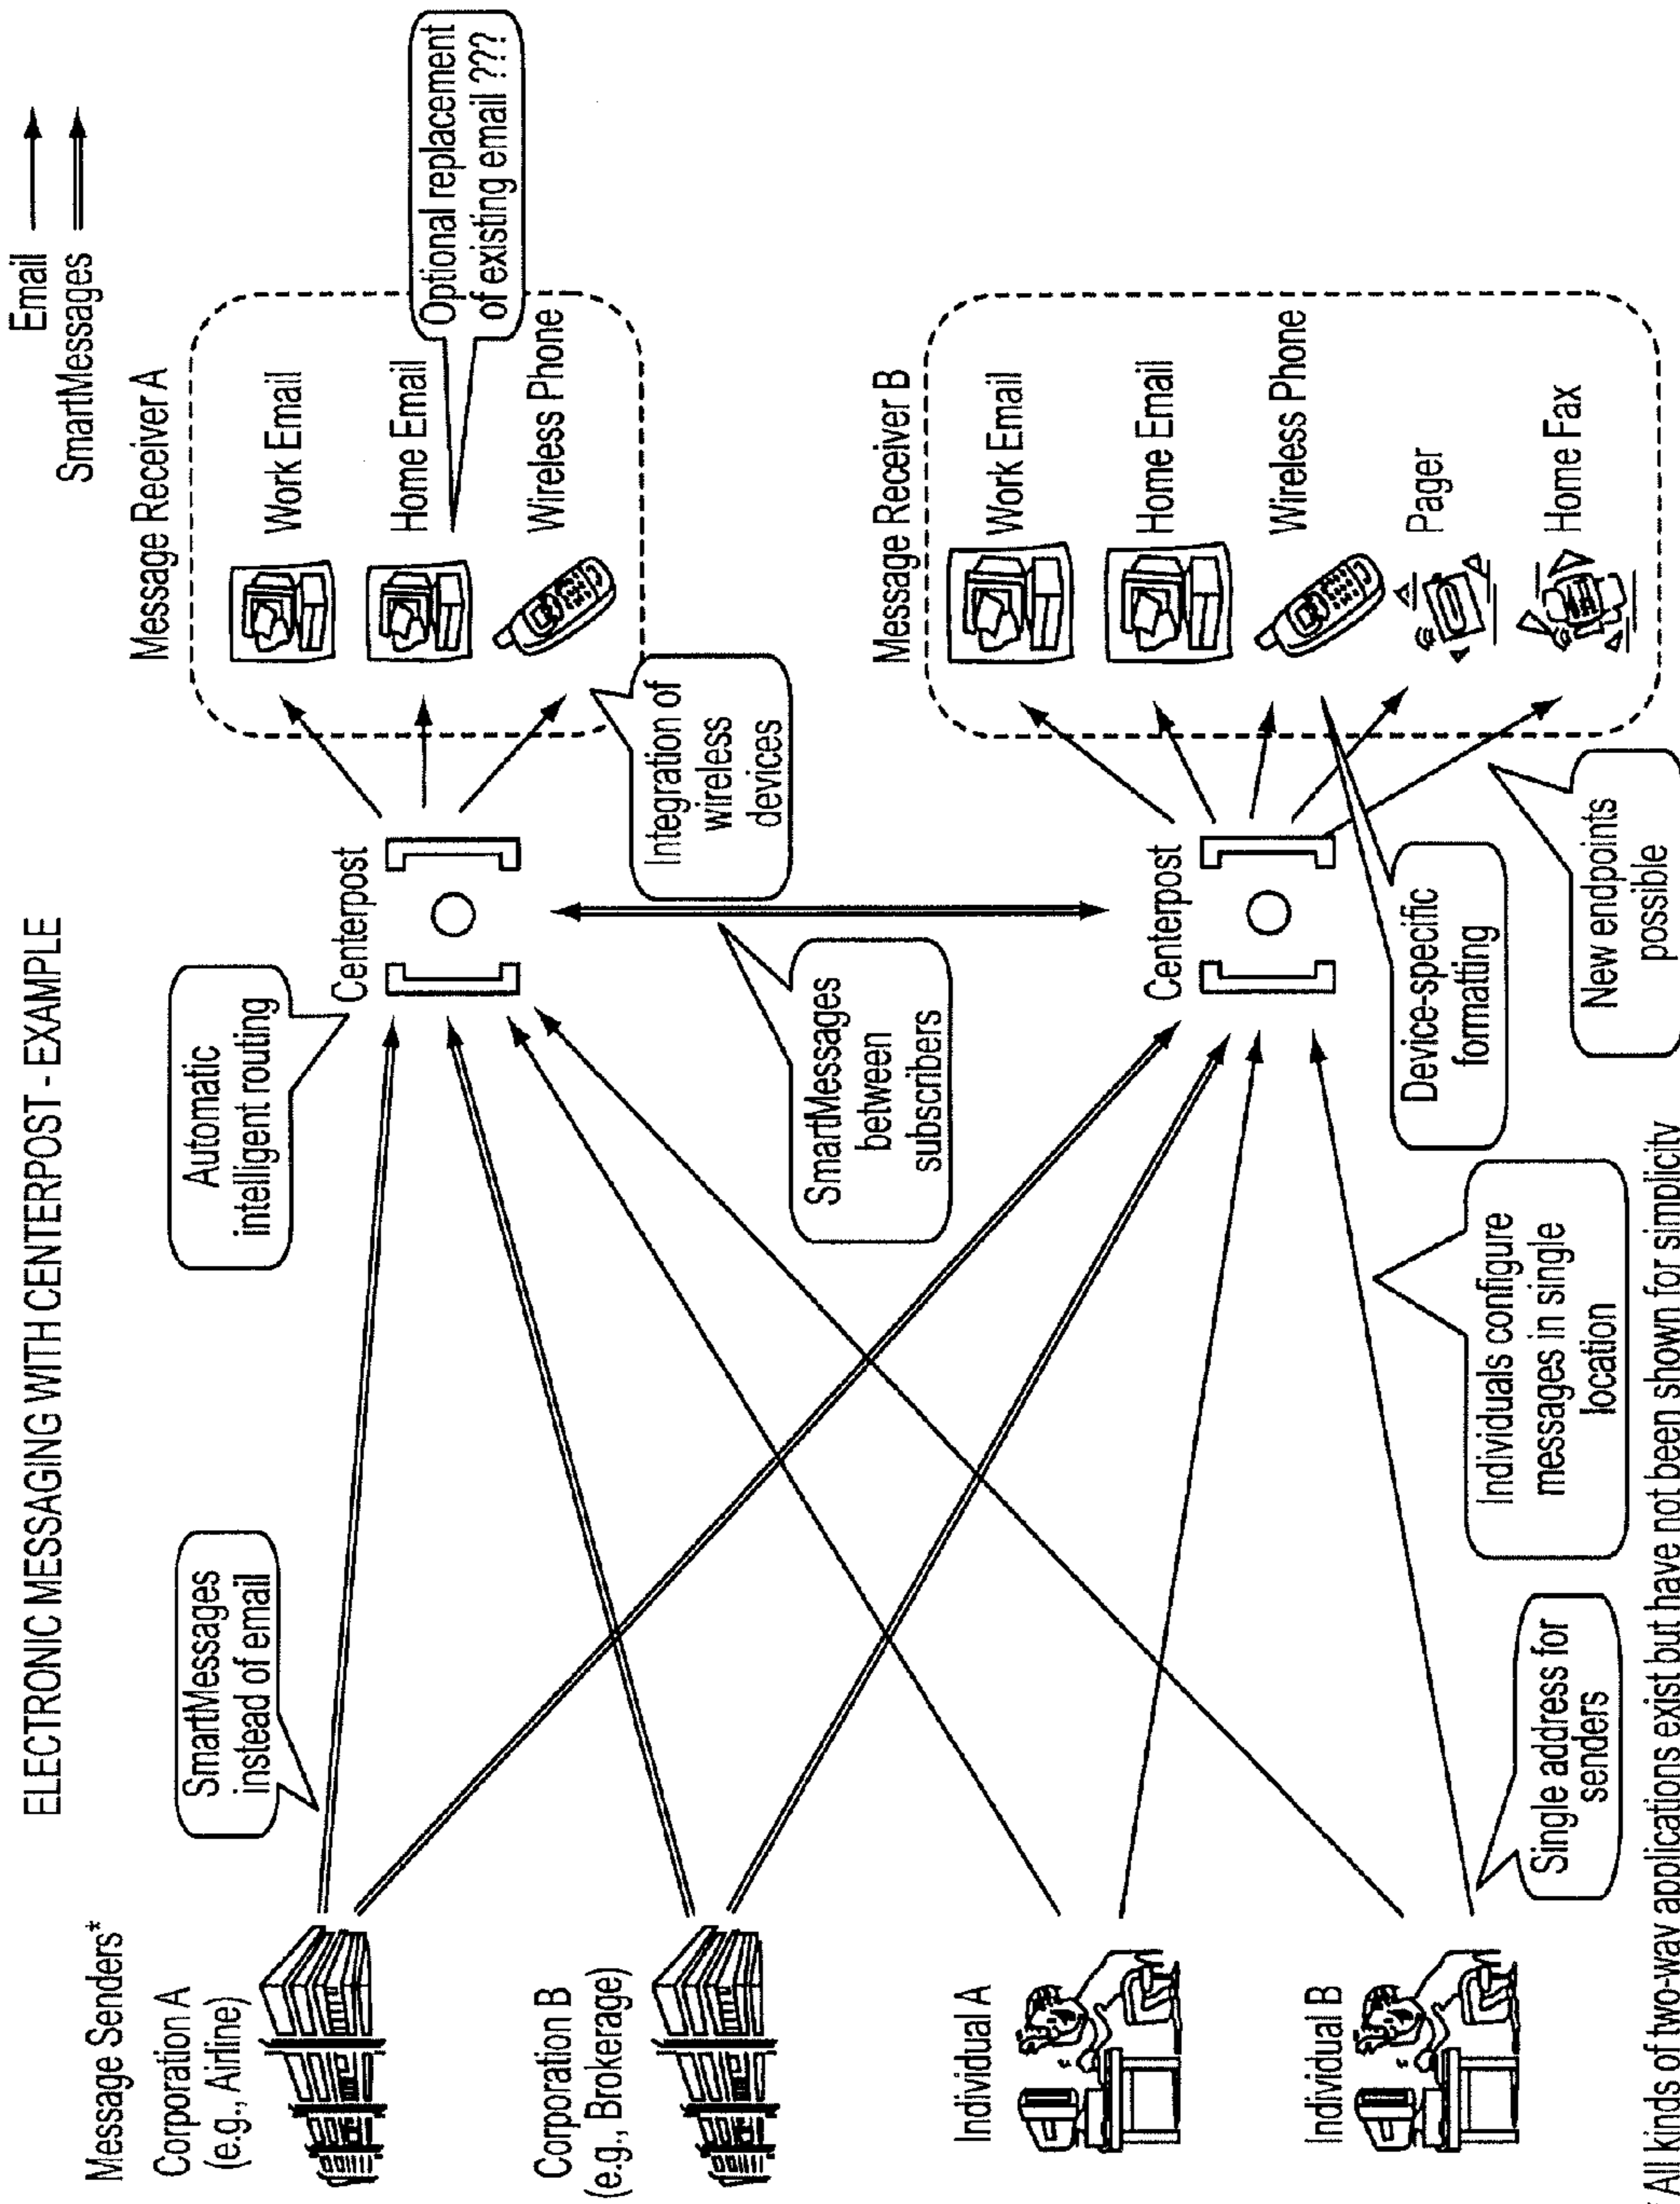 ELECTRONIC MESSAGING WITH CENTERPOST - EXAMPLE
Email
SmartMessages
Message Senders*
Corporation A
(e.g., Airline)
Corporation B
(e.g., Brokerage)
Individual A
Individual B
SmartMessages
instead of email
Automatic
intelligent routing
Centerpost
SmartMessages
between
subscribers
Centerpost
Integration of
wireless
devices
Message Receiver A
Work Email
Home Email
Wireless Phone
Optional replacement
of existing email ???
Message Receiver B
Work Email
Home Email
Wireless Phone
Pager
Home Fax
Single address for
senders
Individuals configure
messages in single
location
Device-specific
formatting
New endpoints
possible
*All kinds of two-way applications exist but have not been shown for simplicity